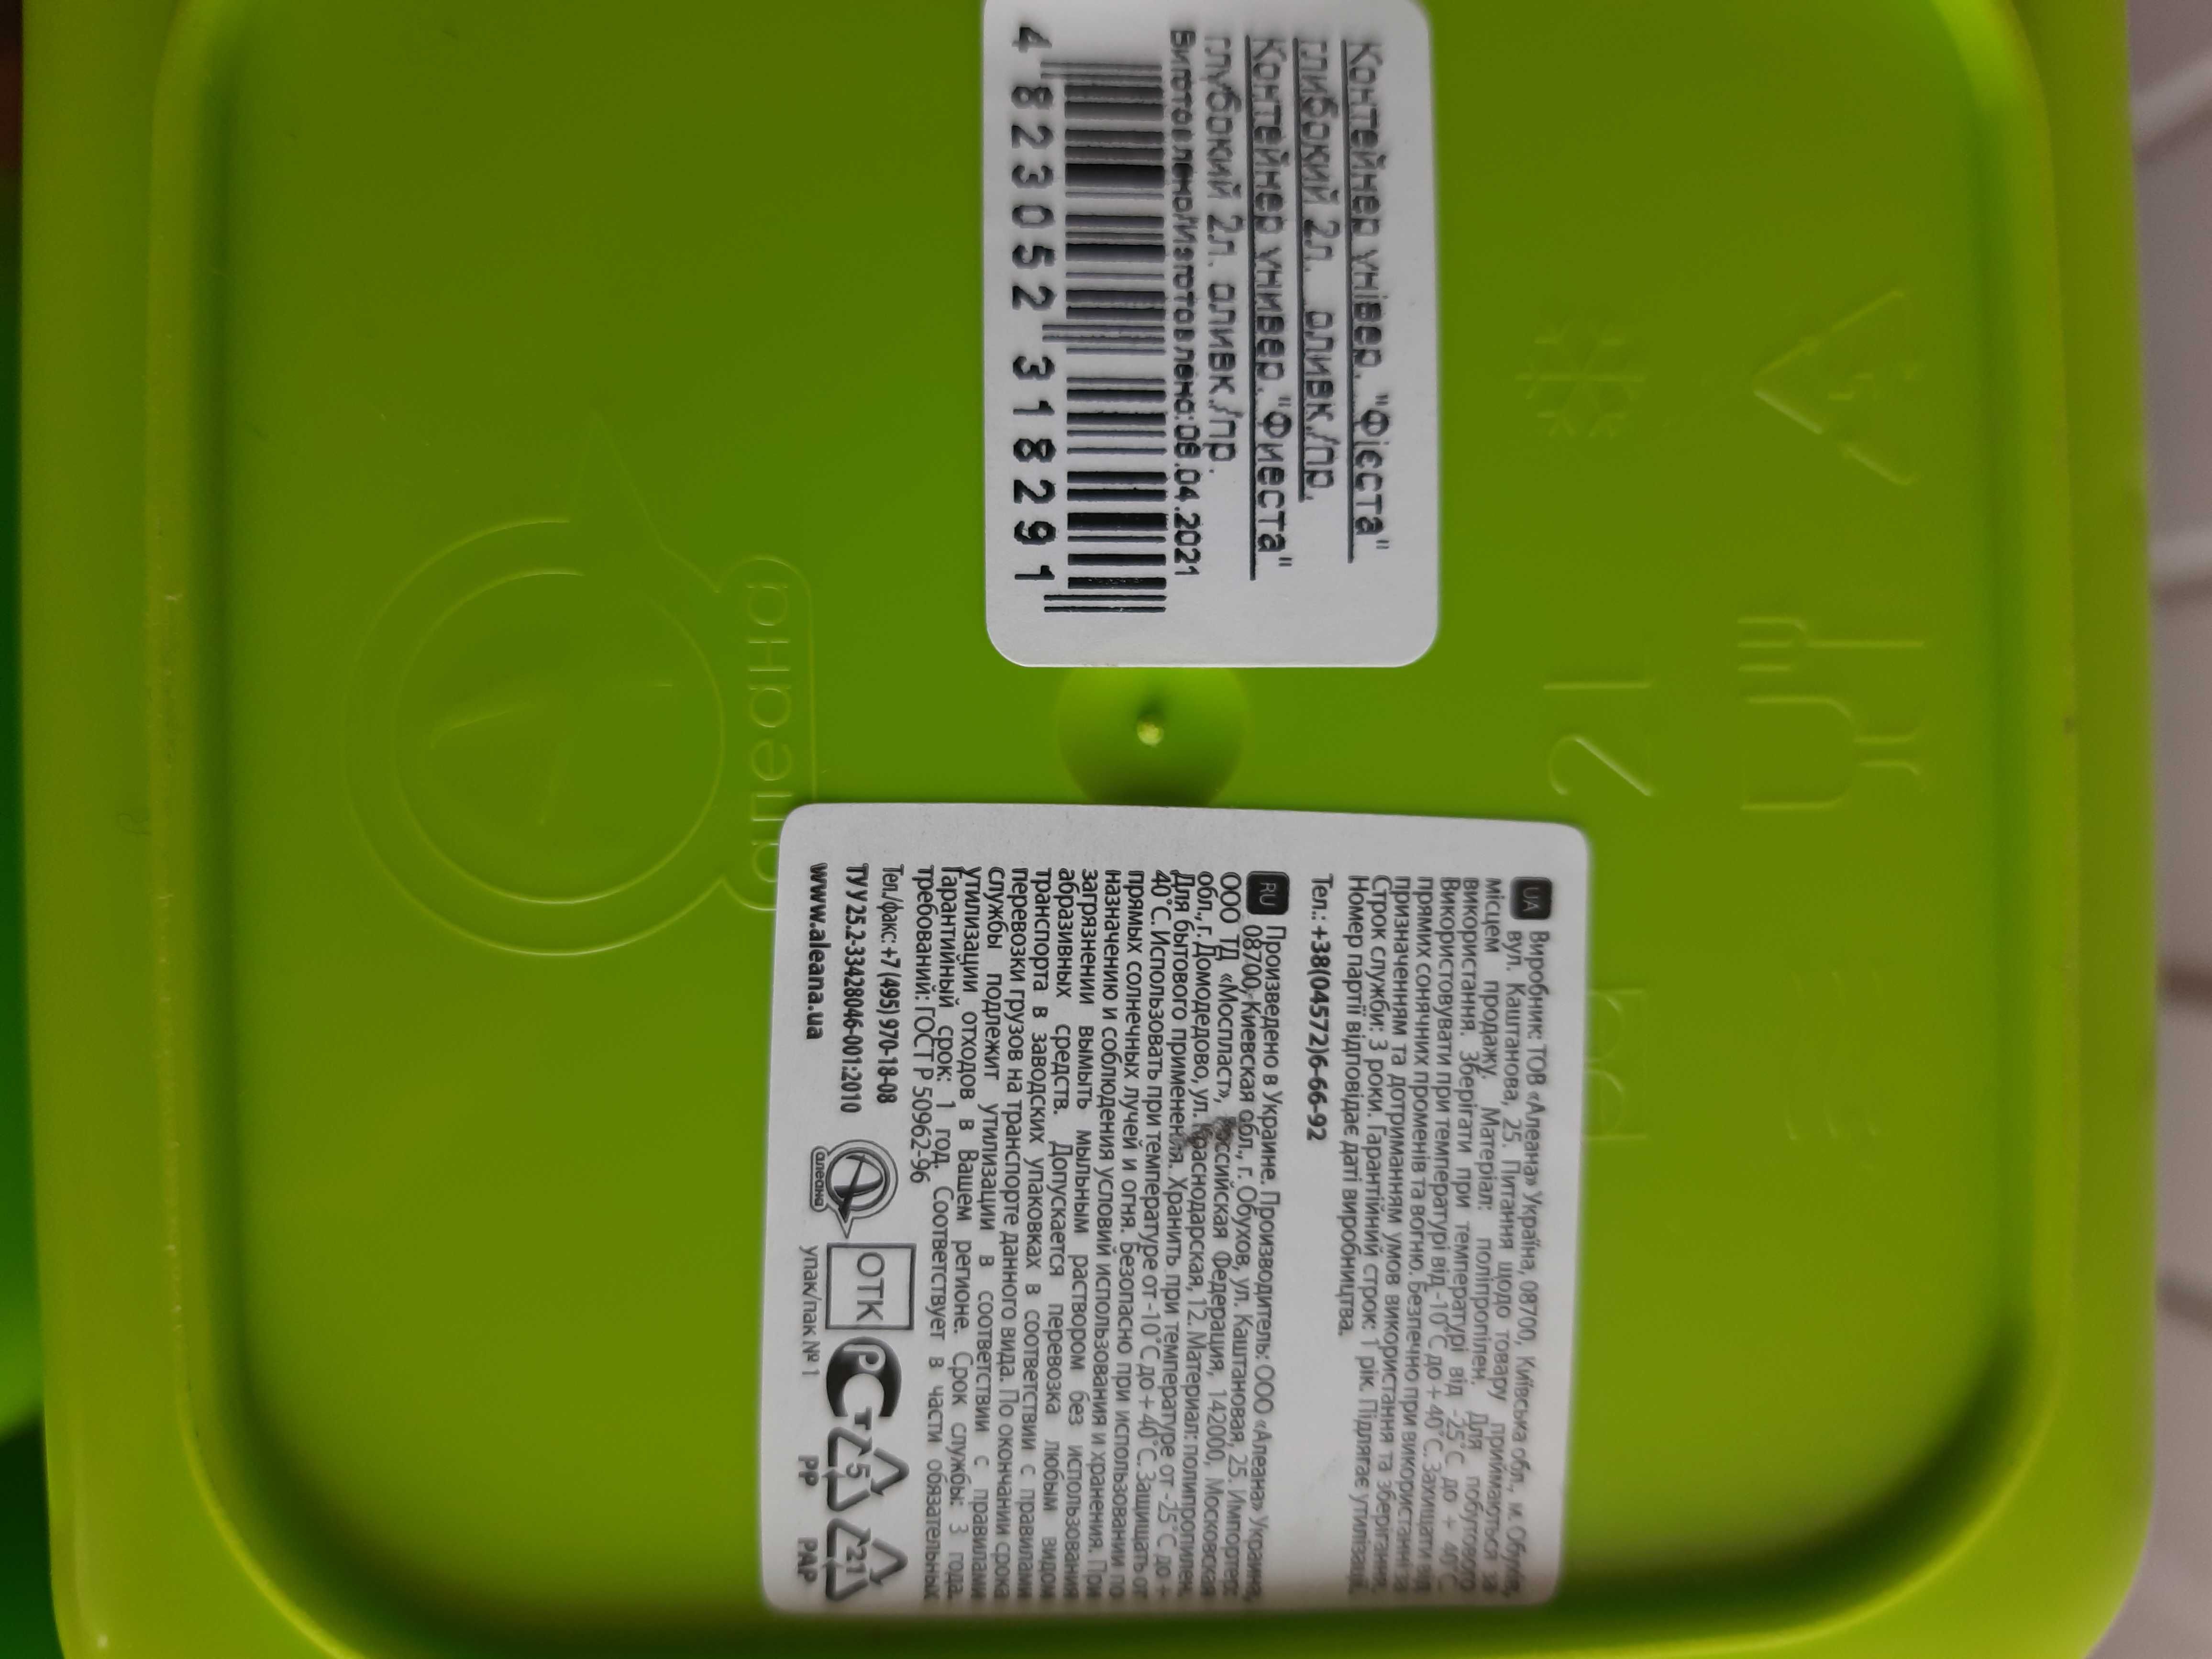 Контейнер універ. "Фієста"
глибокий 2л. оливк./пр.
Контейнер универ. "Фиеста"
глубокий 2л. оливк./пр.
Виготовлено/Изготовлено:08.04.2021
4 823052 318291
алеана
2
UA Виробник: ТОВ «Алеана» Україна, 08700, Київська обл., м. Обухів,
вул. Каштанова, 25. Питання щодо товару приймаються за
місцем продажу. Матеріал: поліпропілен. Для побутового
використання. Зберігати при температурі від -25°С до + 40°С.
Використовувати при температурі від -10°С до + 40°С. Захищати від
прямих сонячних променів та вогню. Безпечно при використанні за
призначенням та дотриманням умов використання та зберігання.
Строк служби: 3 роки. Гарантійний строк: 1 рік. Підлягає утилізації.
Номер партії відповідає даті виробництва.
Тел.: +38(04572)6-66-92
RU Произведено в Украине. Производитель: ООО «Алеана» Украина,
08700, Киевская обл., г. Обухов, ул. Каштановая, 25. Импортер:
ООО ТД «Моспласт», Российская Федерация, 142000, Московская
обл., г. Домодедово, ул. Краснодарская, 12. Материал: полипропилен.
Для бытового применения. Хранить при температуре от -25°С до +
40°С. Использовать при температуре от -10°С до + 40°С. Защищать от
прямых солнечных лучей и огня. Безопасно при использовании по
назначению и соблюдения условий использования и хранения. При
загрязнении вымыть мыльным раствором без использования
абразивных средств. Допускается перевозка любым видом
транспорта в заводских упаковках в соответствии с правилами
перевозки грузов на транспорте данного вида. По окончании срока
службы подлежит утилизации в соответствии с правилами
утилизации отходов в Вашем регионе. Срок службы: 3 года.
Гарантийный срок: 1 год. Соответствует в части обязательных
требований: ГОСТ Р 50962-96
Тел./факс: +7 (495) 970-18-08
ТУ У 25.2-33428046-001:2010
www.aleana.ua
алеана
ОТК
РСТ
5
21
упак/пак № 1
PP
PAP